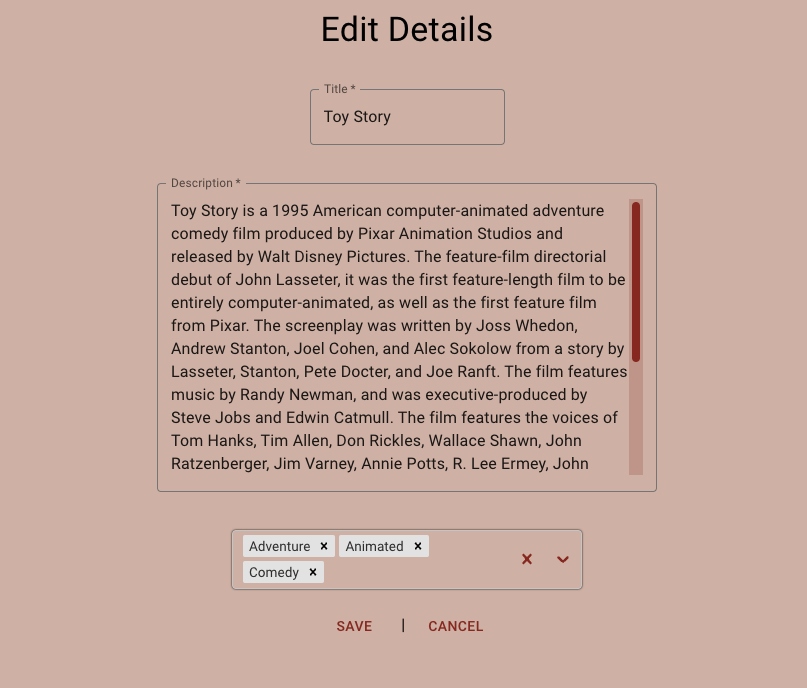 Edit Details
Title *
Toy Story
Description *
Toy Story is a 1995 American computer-animated adventure
comedy film produced by Pixar Animation Studios and
released by Walt Disney Pictures. The feature-film directorial
debut of John Lasseter, it was the first feature-length film to be
entirely computer-animated, as well as the first feature film
from Pixar. The screenplay was written by Joss Whedon,
Andrew Stanton, Joel Cohen, and Alec Sokolow from a story by
Lasseter, Stanton, Pete Docter, and Joe Ranft. The film features
music by Randy Newman, and was executive-produced by
Steve Jobs and Edwin Catmull. The film features the voices of
Tom Hanks, Tim Allen, Don Rickles, Wallace Shawn, John
Ratzenberger, Jim Varney, Annie Potts, R. Lee Ermey, John
Adventure Animated
Comedy
SAVE | CANCEL